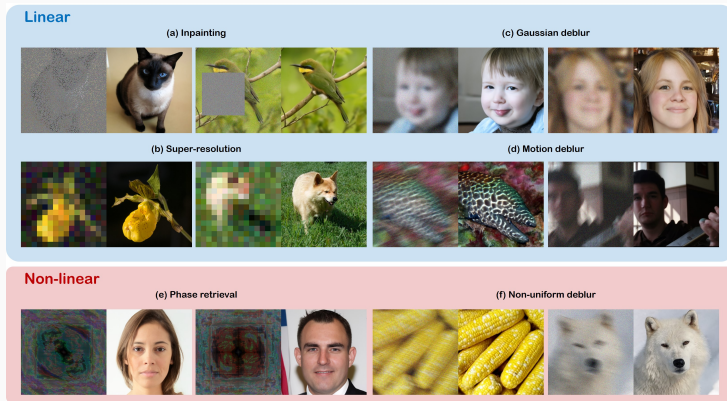 Linear
(a) Inpainting
(c) Gaussian deblur
(b) Super-resolution
(d) Motion deblur
Non-linear
(e) Phase retrieval
(f) Non-uniform deblur